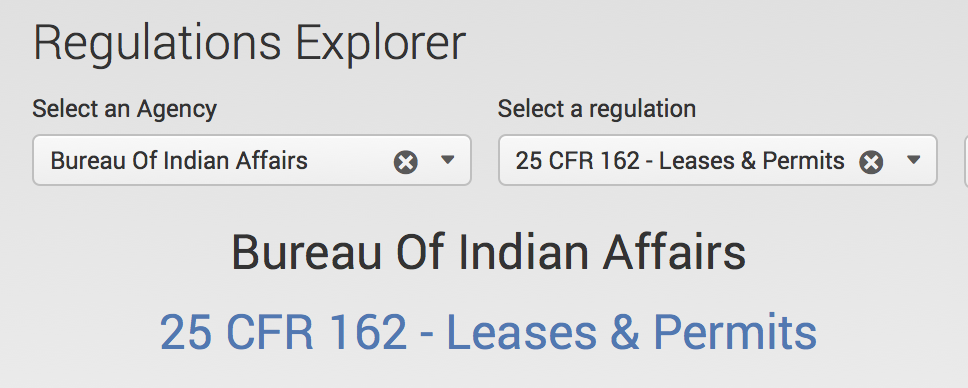 Regulations Explorer
Select an Agency
Select a regulation
Bureau Of Indian Affairs
25 CFR 162 - Leases & Permits
Bureau Of Indian Affairs
25 CFR 162 - Leases & Permits